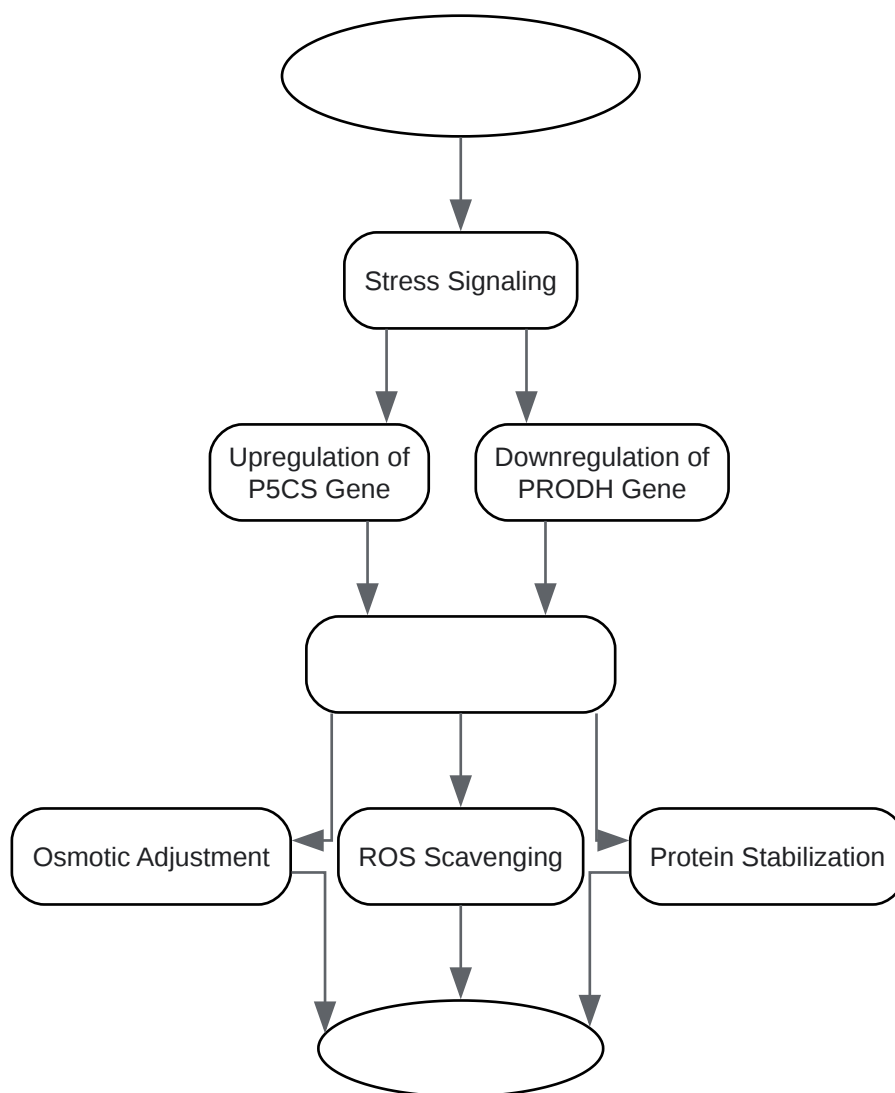 Stress Signaling
Upregulation of
P5CS Gene
Downregulation of
PRODH Gene
Osmotic Adjustment
ROS Scavenging
Protein Stabilization